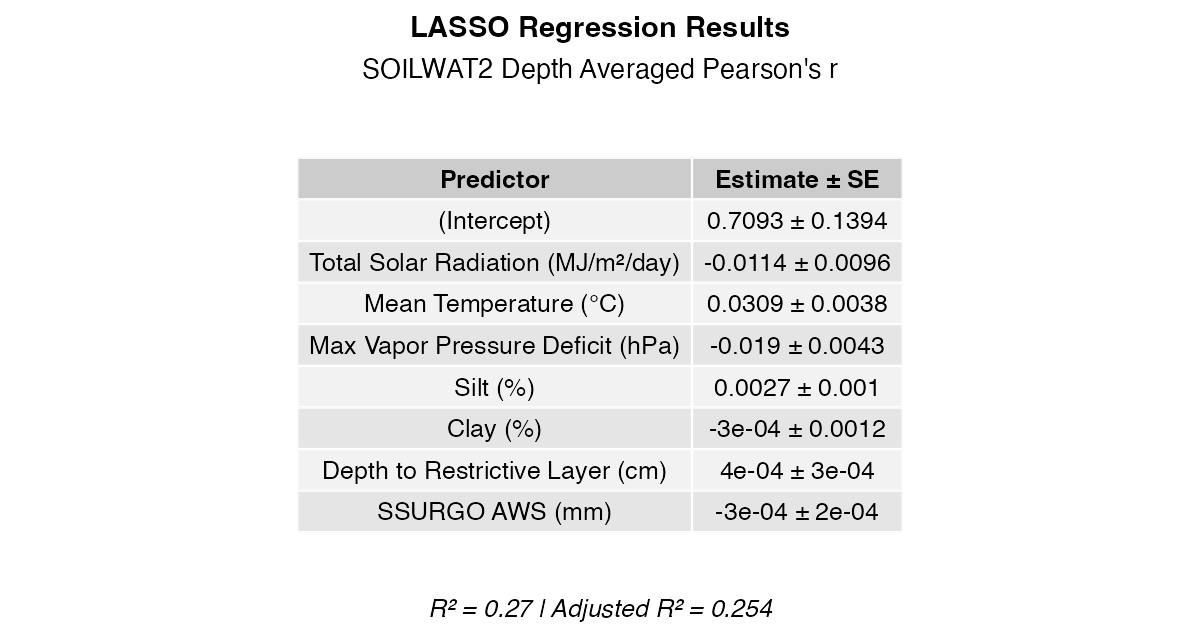 LASSO Regression Results
SOILWAT2 Depth Averaged Pearson's r
Predictor Estimate ± SE
(Intercept) 0.7093 ± 0.1394
Total Solar Radiation (MJ/m²/day) -0.0114 ± 0.0096
Mean Temperature (°C) 0.0309 ± 0.0038
Max Vapor Pressure Deficit (hPa) -0.019 ± 0.0043
Silt (%) 0.0027 ± 0.001
Clay (%) -3e-04 ± 0.0012
Depth to Restrictive Layer (cm) 4e-04 ± 3e-04
SSURGO AWS (mm) -3e-04 ± 2e-04
R² = 0.27 | Adjusted R² = 0.254